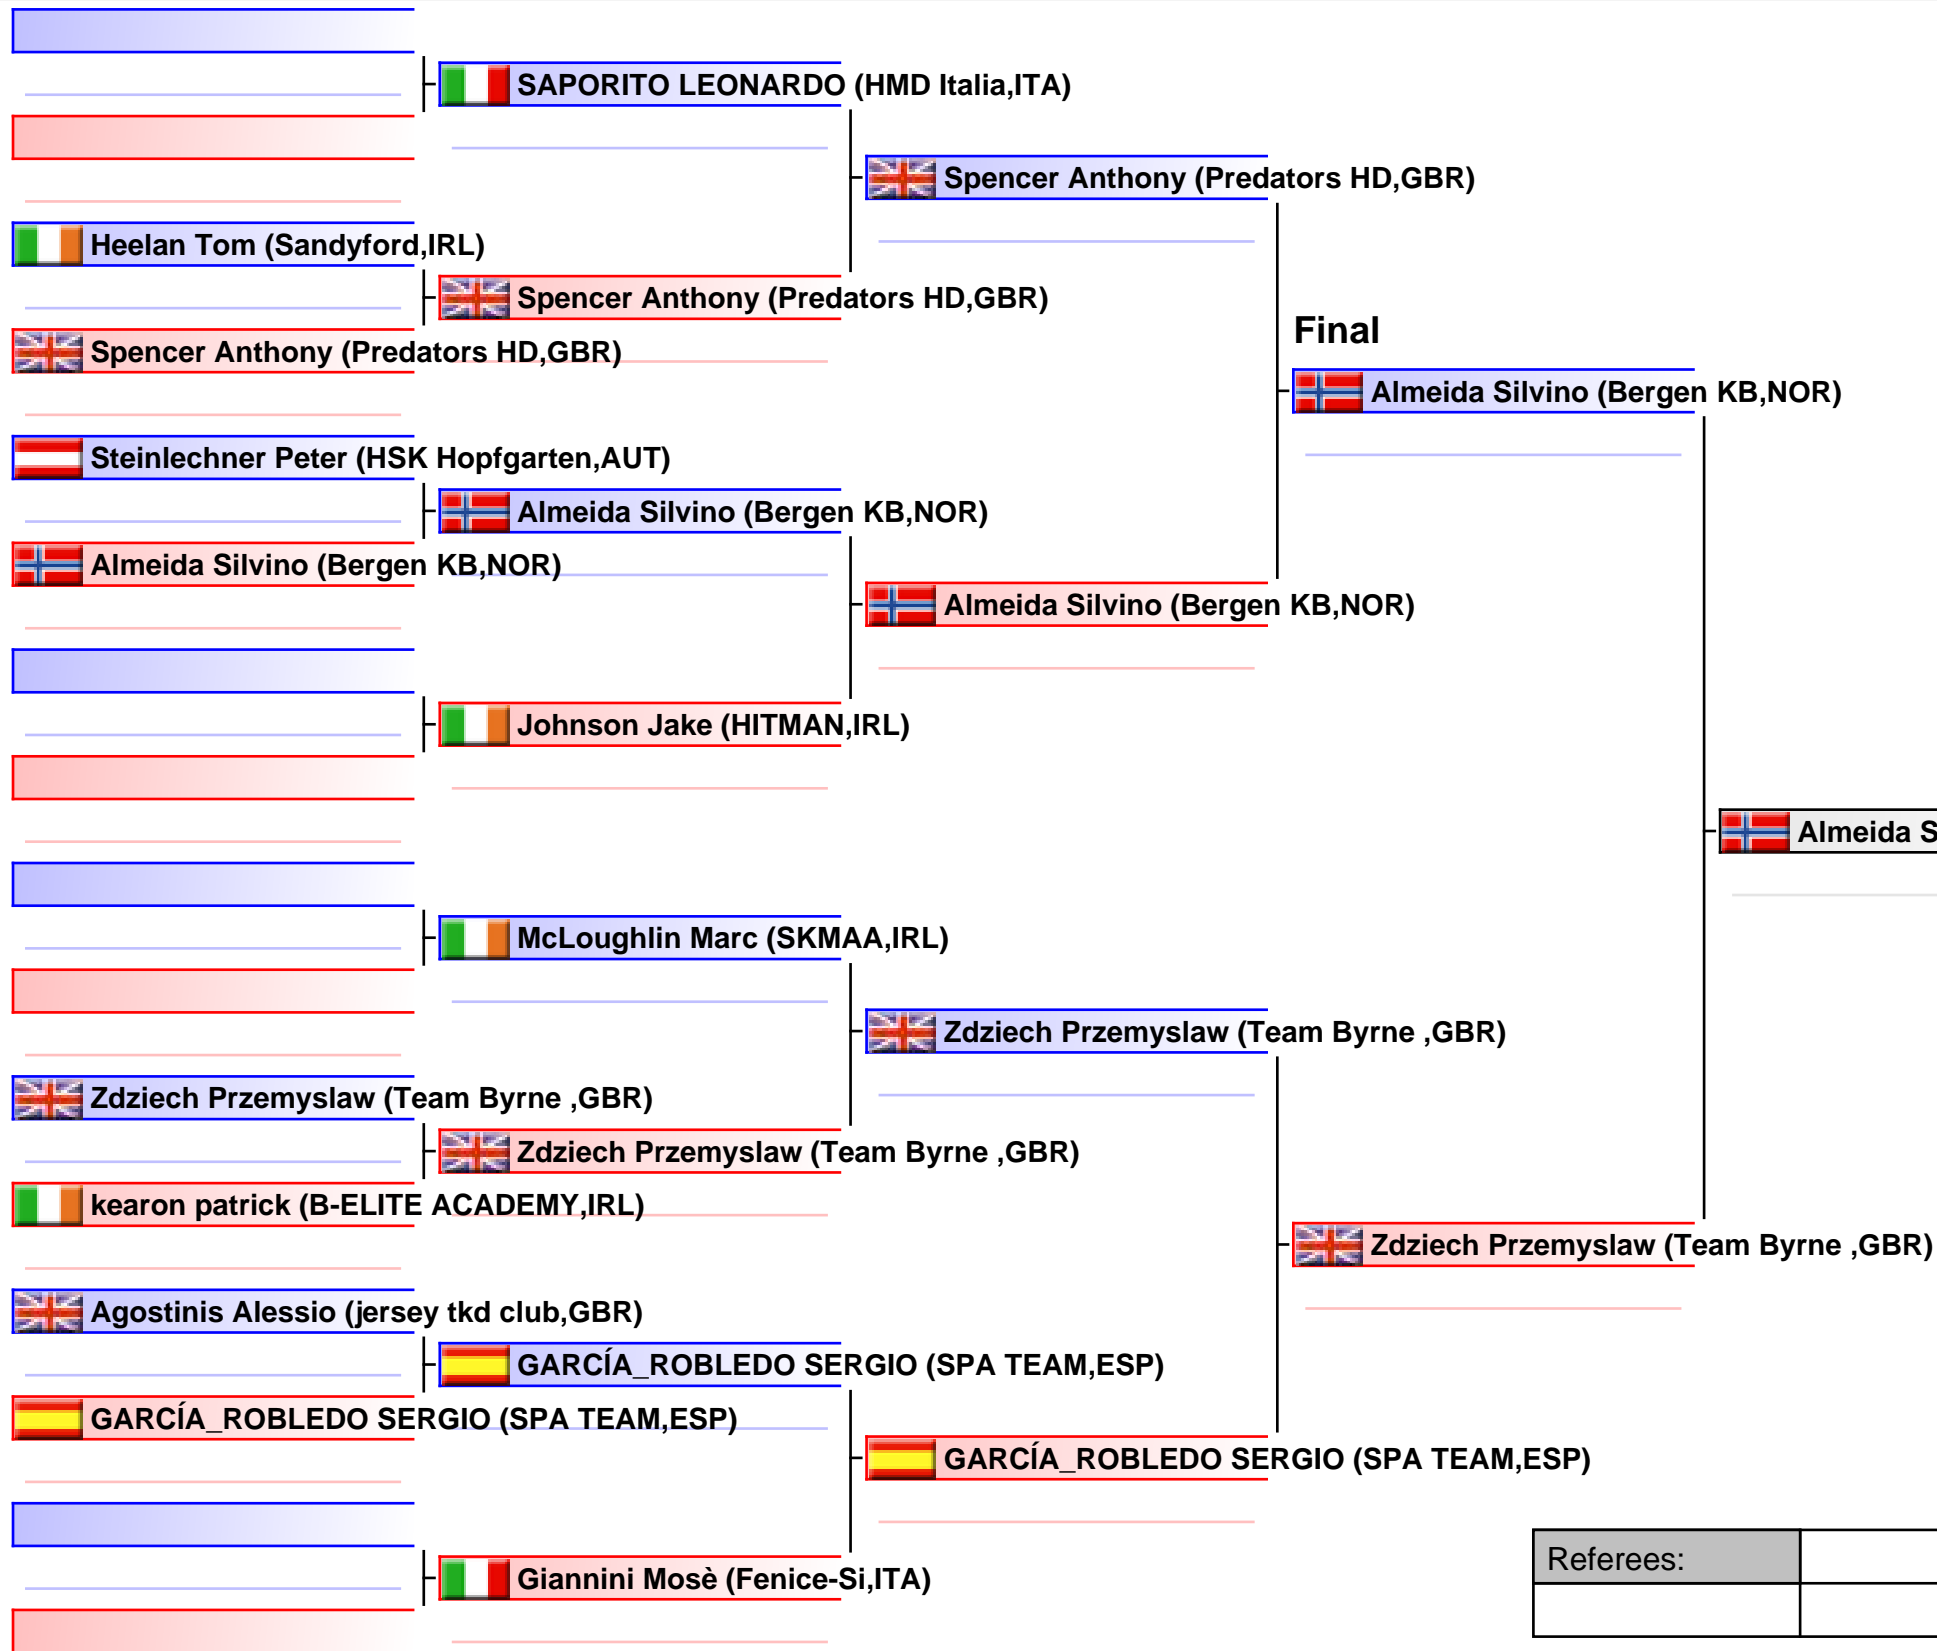 SAPORITO LEONARDO (HMD Italia,ITA)
Spencer Anthony (Predators HD,GBR)
Heelan Tom (Sandyford,IRL)
Spencer Anthony (Predators HD,GBR)
Final
Spencer Anthony (Predators HD,GBR)
Almeida Silvino (Bergen KB,NOR)
Steinlechner Peter (HSK Hopfgarten,AUT)
Almeida Silvino (Bergen KB,NOR)
Almeida Silvino (Bergen KB,NOR)
Almeida Silvino (Bergen KB,NOR)
Johnson Jake (HITMAN,IRL)
Almeida S
McLoughlin Marc (SKMAA,IRL)
Zdziech Przemyslaw (Team Byrne ,GBR)
Zdziech Przemyslaw (Team Byrne ,GBR)
Zdziech Przemyslaw (Team Byrne ,GBR)
kearon patrick (B-ELITE ACADEMY,IRL)
Zdziech Przemyslaw (Team Byrne ,GBR)
Agostinis Alessio (jersey tkd club,GBR)
GARCÍA_ROBLEDO SERGIO (SPA TEAM,ESP)
GARCÍA_ROBLEDO SERGIO (SPA TEAM,ESP)
GARCÍA_ROBLEDO SERGIO (SPA TEAM,ESP)
Referees:
Giannini Mosè (Fenice-Si,ITA)